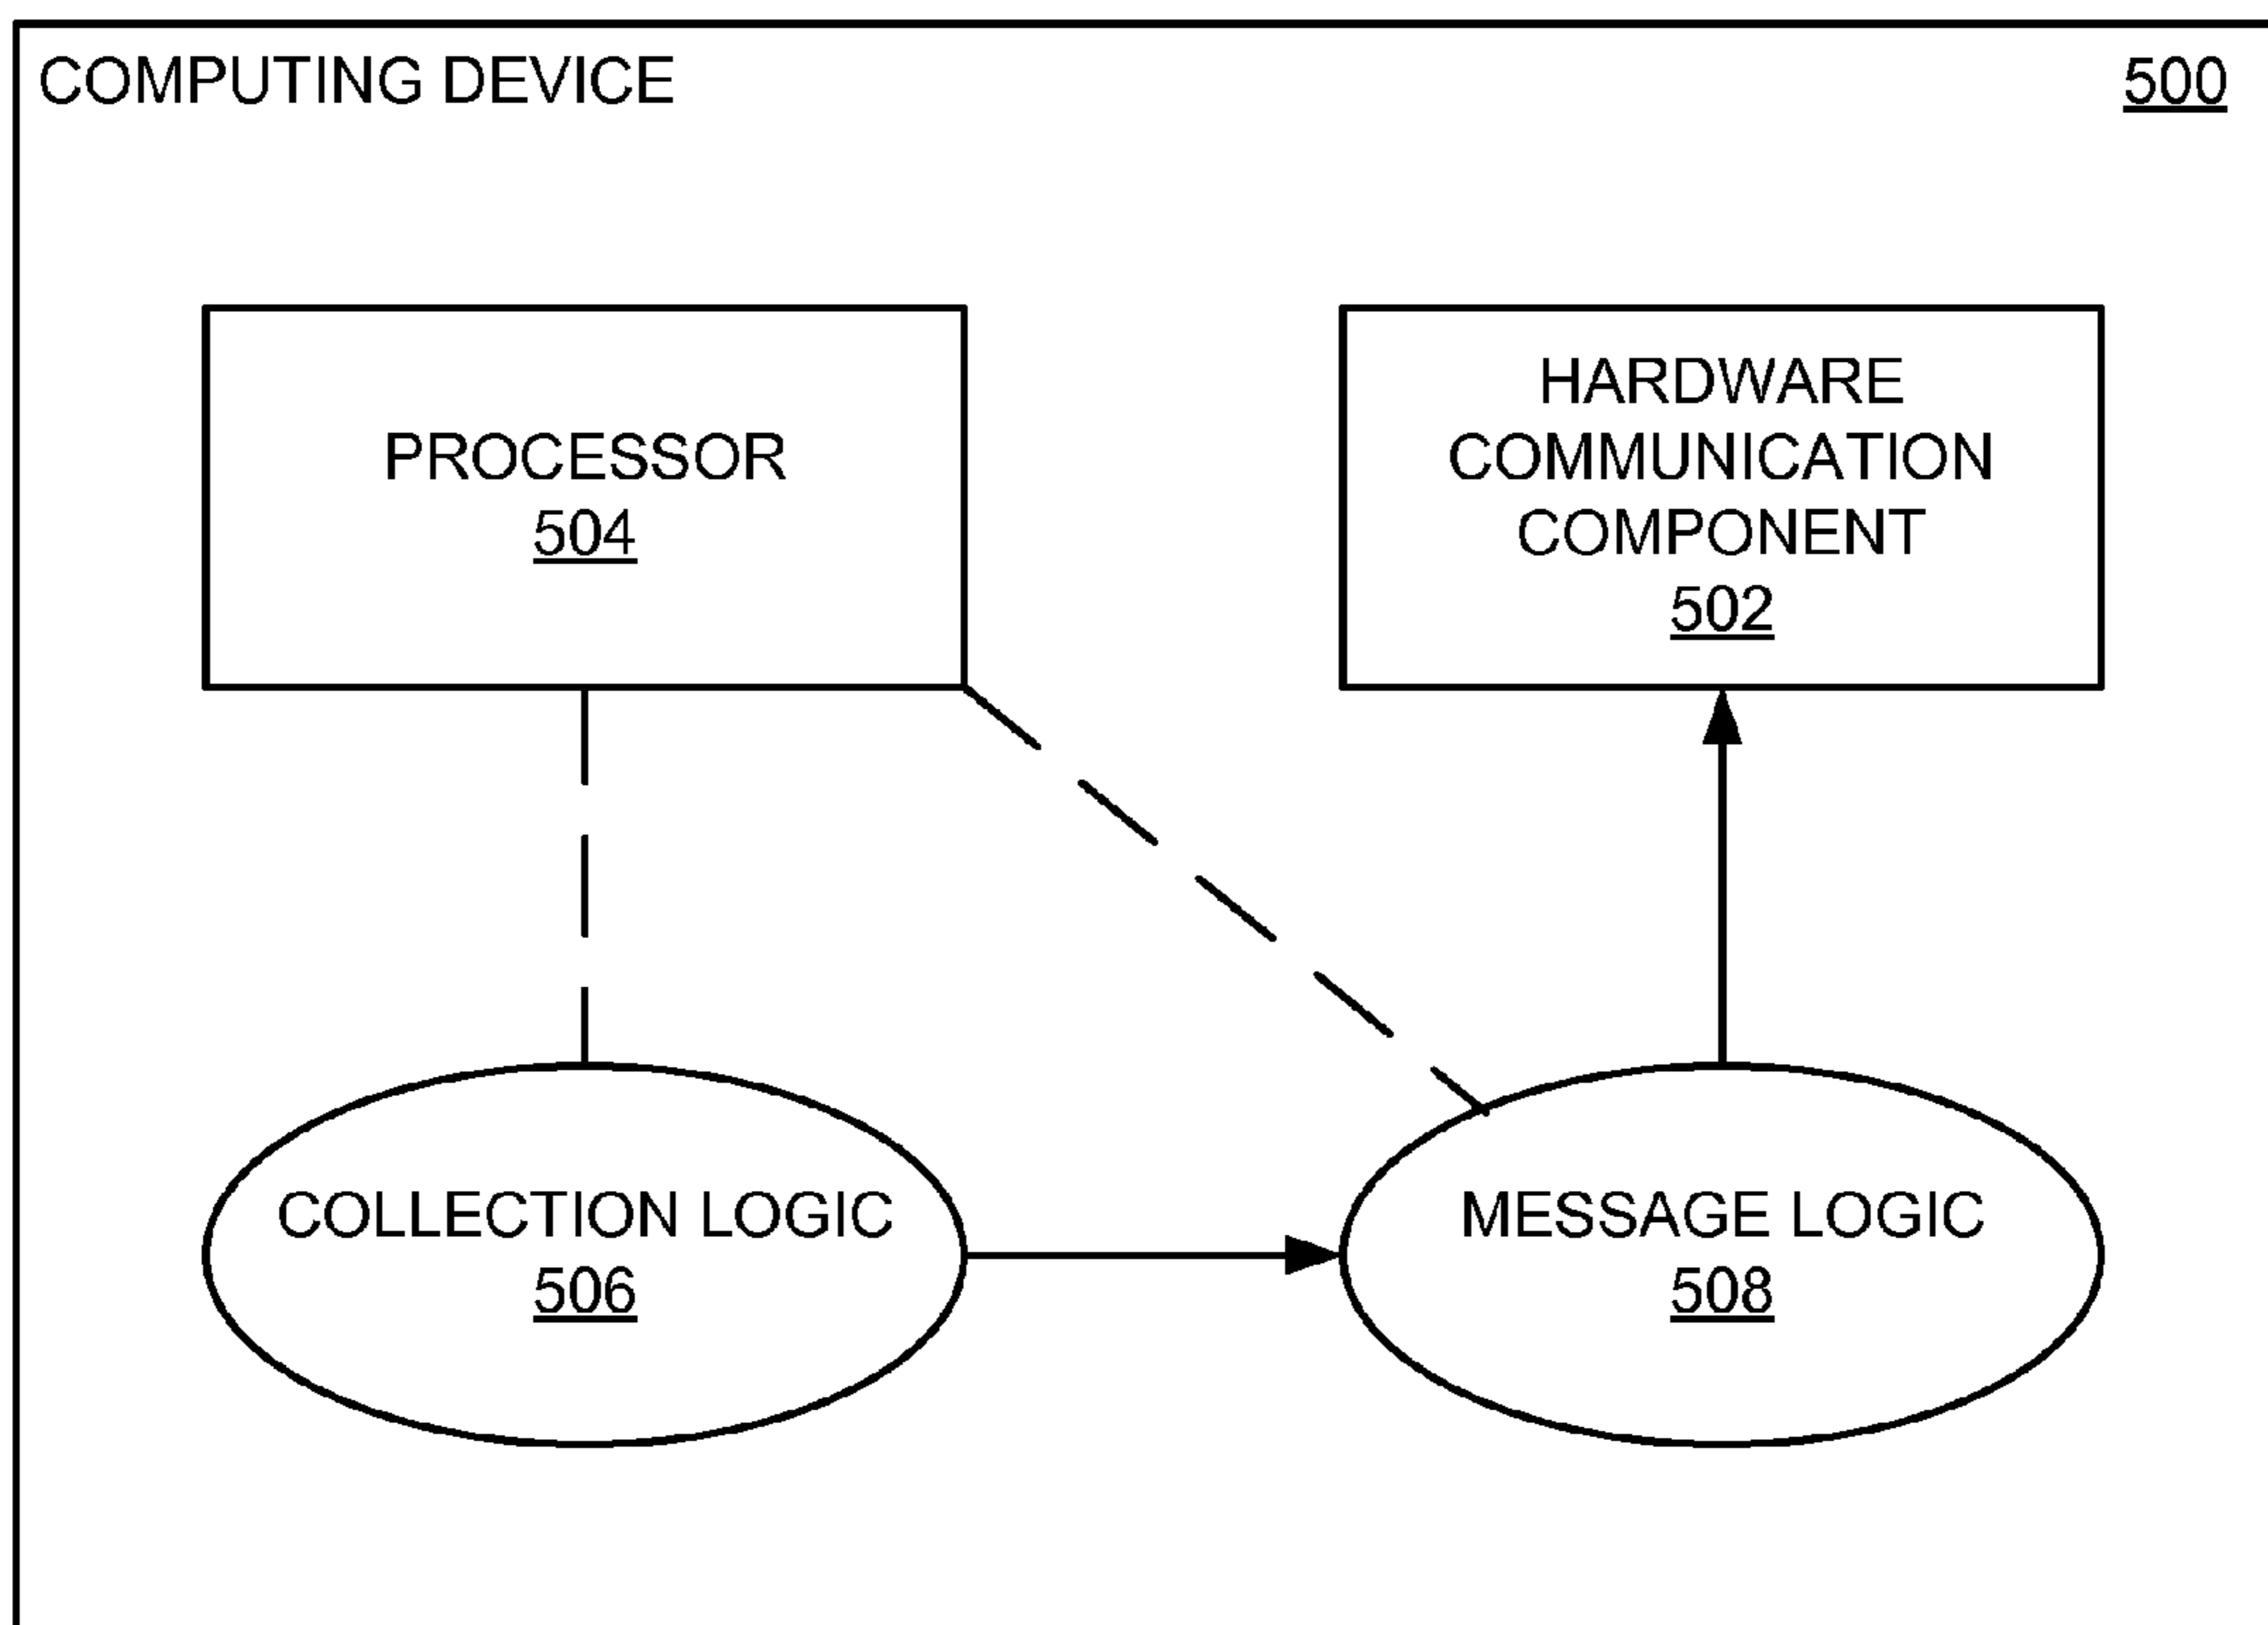 COMPUTING DEVICE
500
PROCESSOR
504
HARDWARE
COMMUNICATION
COMPONENT
502
COLLECTION LOGIC
506
MESSAGE LOGIC
508